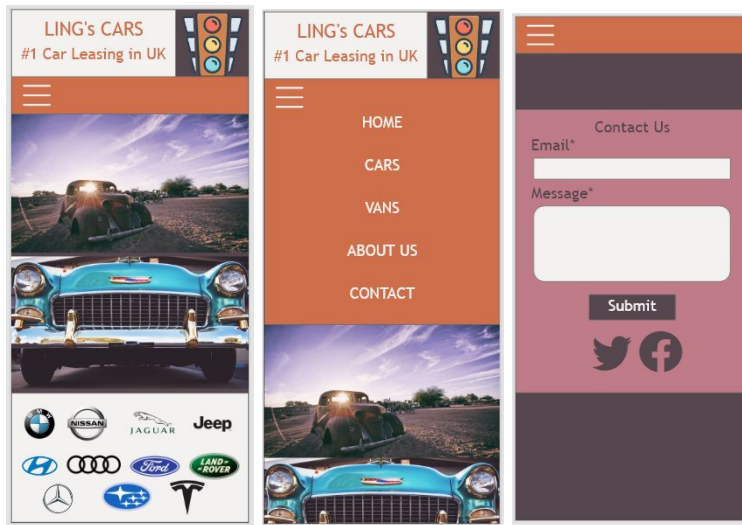 LING's CARS
#1 Car Leasing in UK
BMW
NISSAN
JAGUAR
Jeep
Ford
LAND-
-ROVER
LING's CARS
#1 Car Leasing in UK
HOME
CARS
VANS
ABOUT US
CONTACT
Contact Us
Email*
Message*
Submit